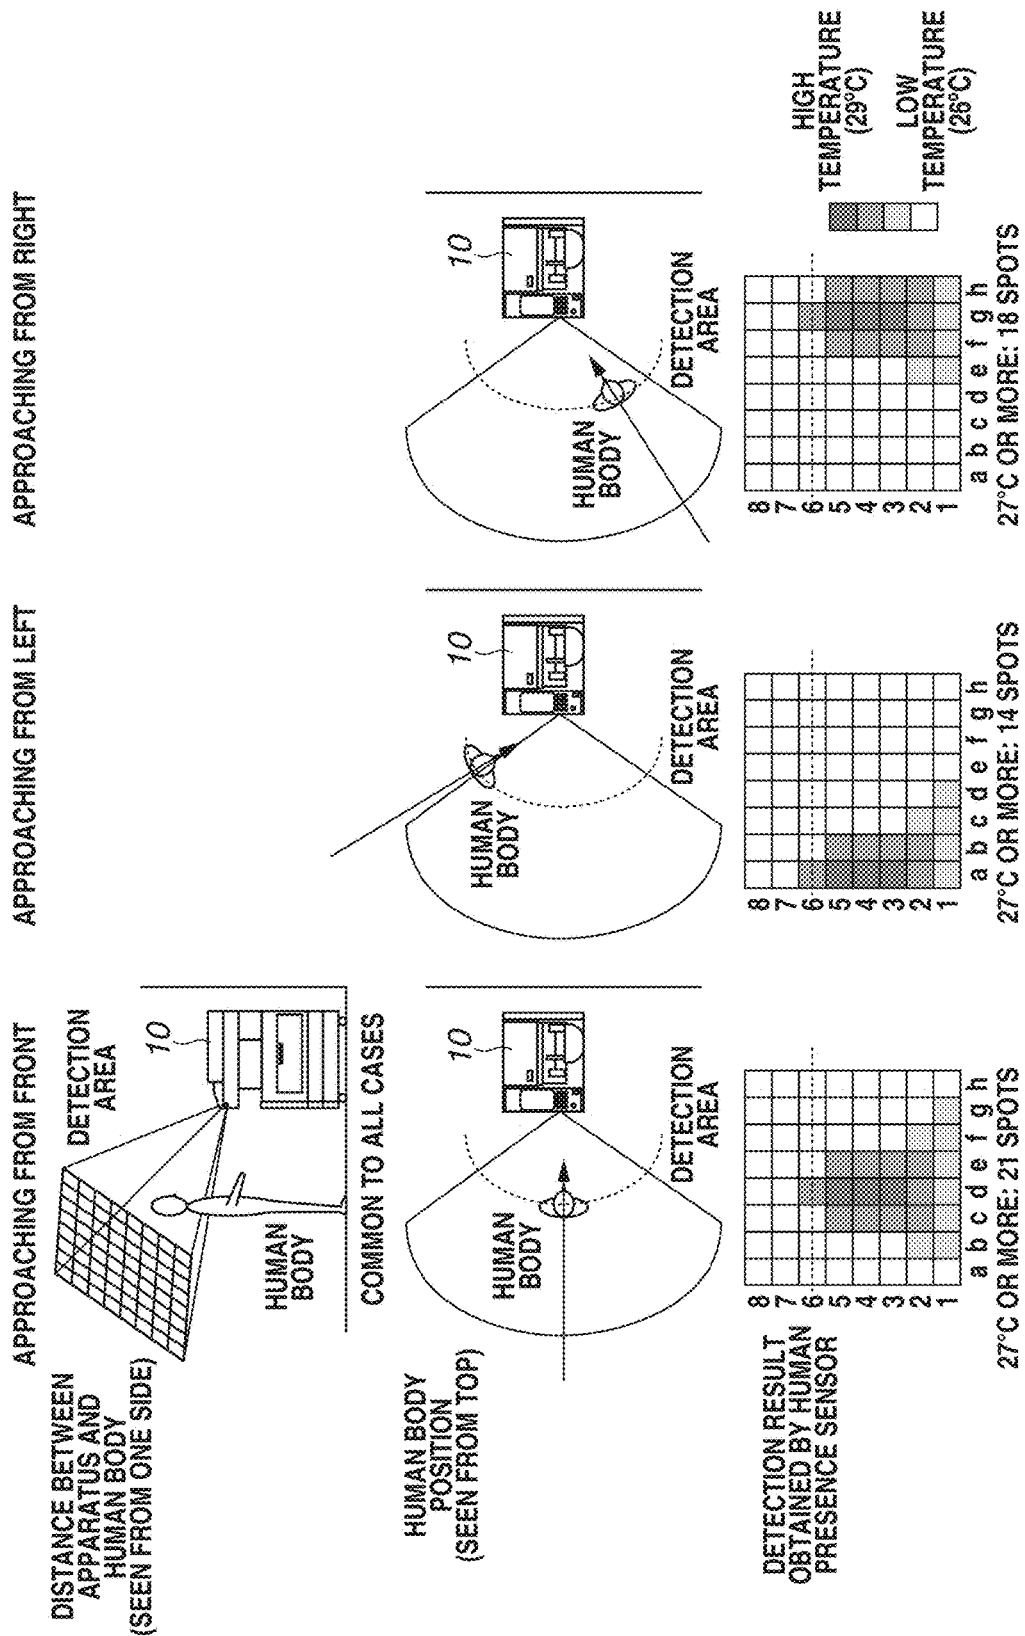 APPROACHING FROM FRONT
APPROACHING FROM LEFT
APPROACHING FROM RIGHT
DISTANCE BETWEEN
APPARATUS AND
HUMAN BODY
(SEEN FROM ONE SIDE)
DETECTION
AREA
10
HUMAN
BODY
COMMON TO ALL CASES
HUMAN BODY
POSITION
(SEEN FROM TOP)
HUMAN
BODY
10
DETECTION
AREA
HUMAN
BODY
10
DETECTION
AREA
HUMAN
BODY
10
DETECTION
AREA
DETECTION RESULT
OBTAINED BY HUMAN
PRESENCE SENSOR
8
7
6
5
4
3
2
1
a b c d e f g h
27°C OR MORE: 21 SPOTS
8
7
6
5
4
3
2
1
a b c d e f g h
27°C OR MORE: 14 SPOTS
8
7
6
5
4
3
2
1
a b c d e f g h
27°C OR MORE: 18 SPOTS
HIGH
TEMPERATURE
(29°C)
LOW
TEMPERATURE
(26°C)